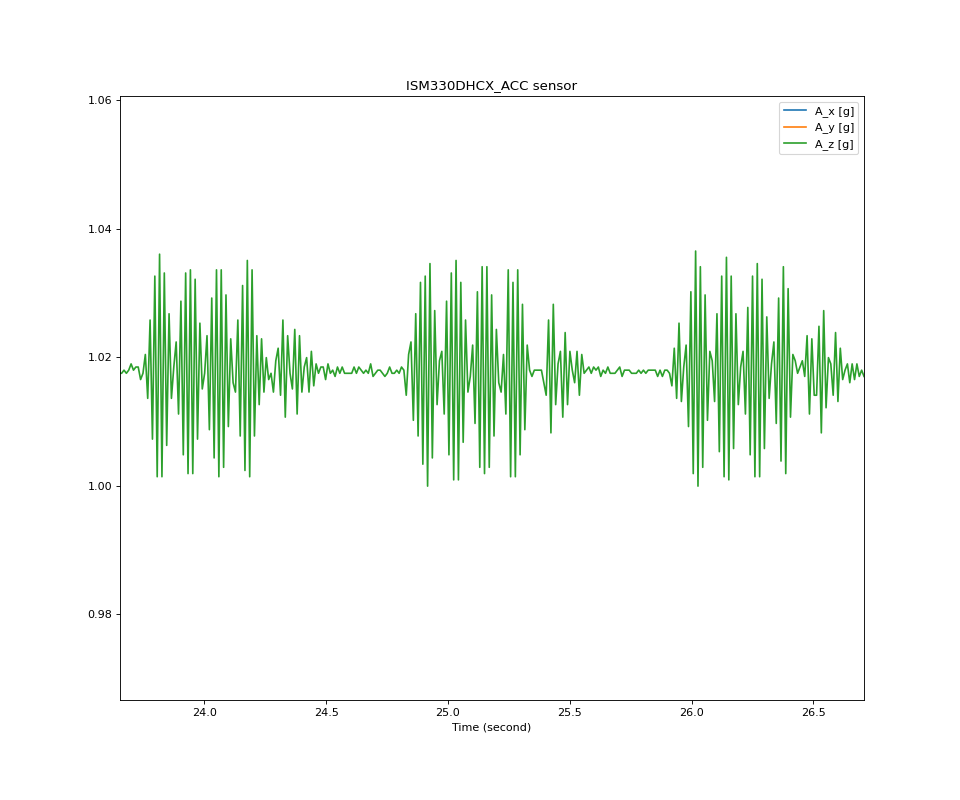 ISM330DHCX_ACC sensor
1.06
1.04
1.02
1.00
0.98
A_x [g]
A_y [g]
A_z [g]
24.0 24.5 25.0 25.5 26.0 26.5
Time (second)